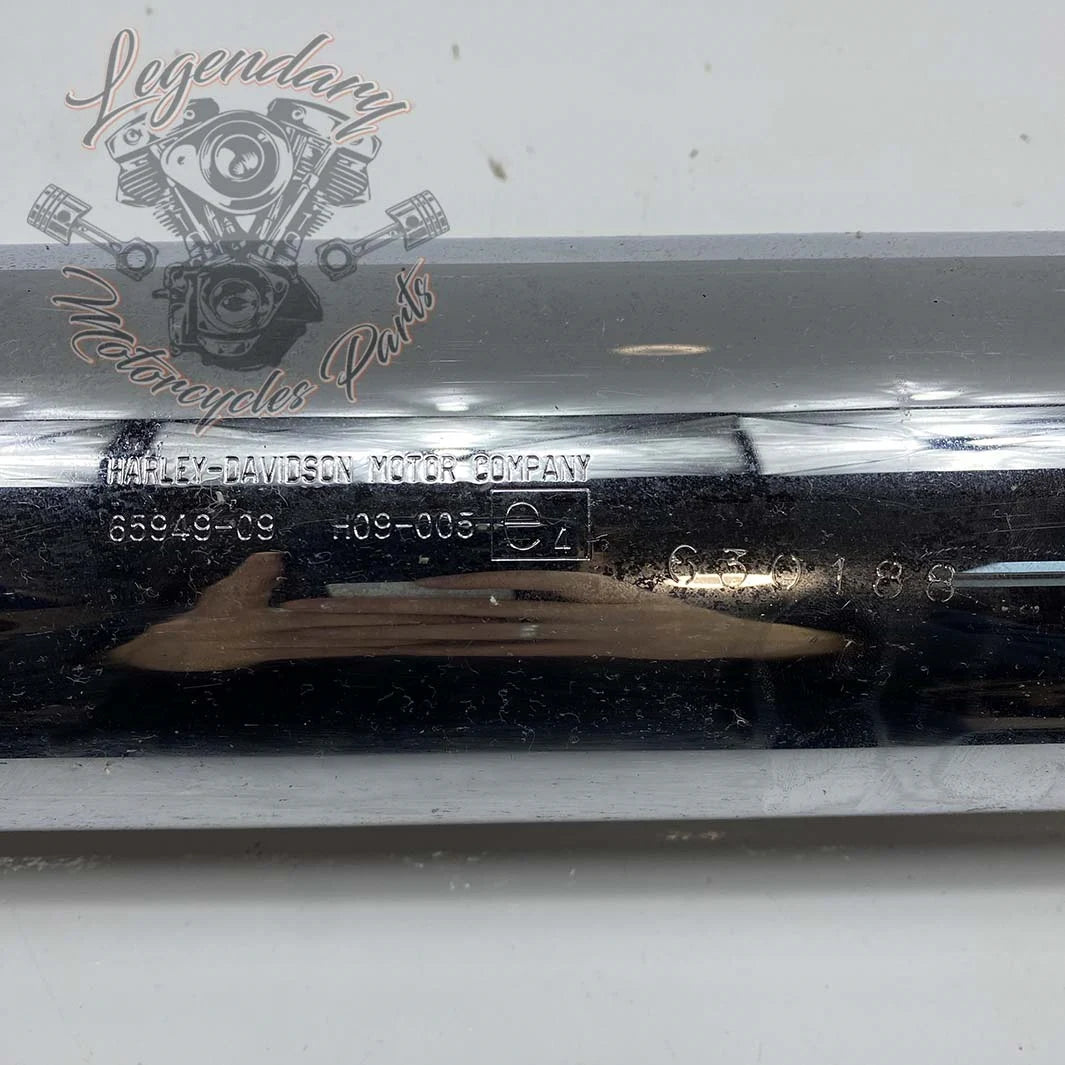 Legendary
Motorcycles Parts
HARLEY-DAVIDSON MOTOR COMPANY
65949-09 H09-005 e4
630188